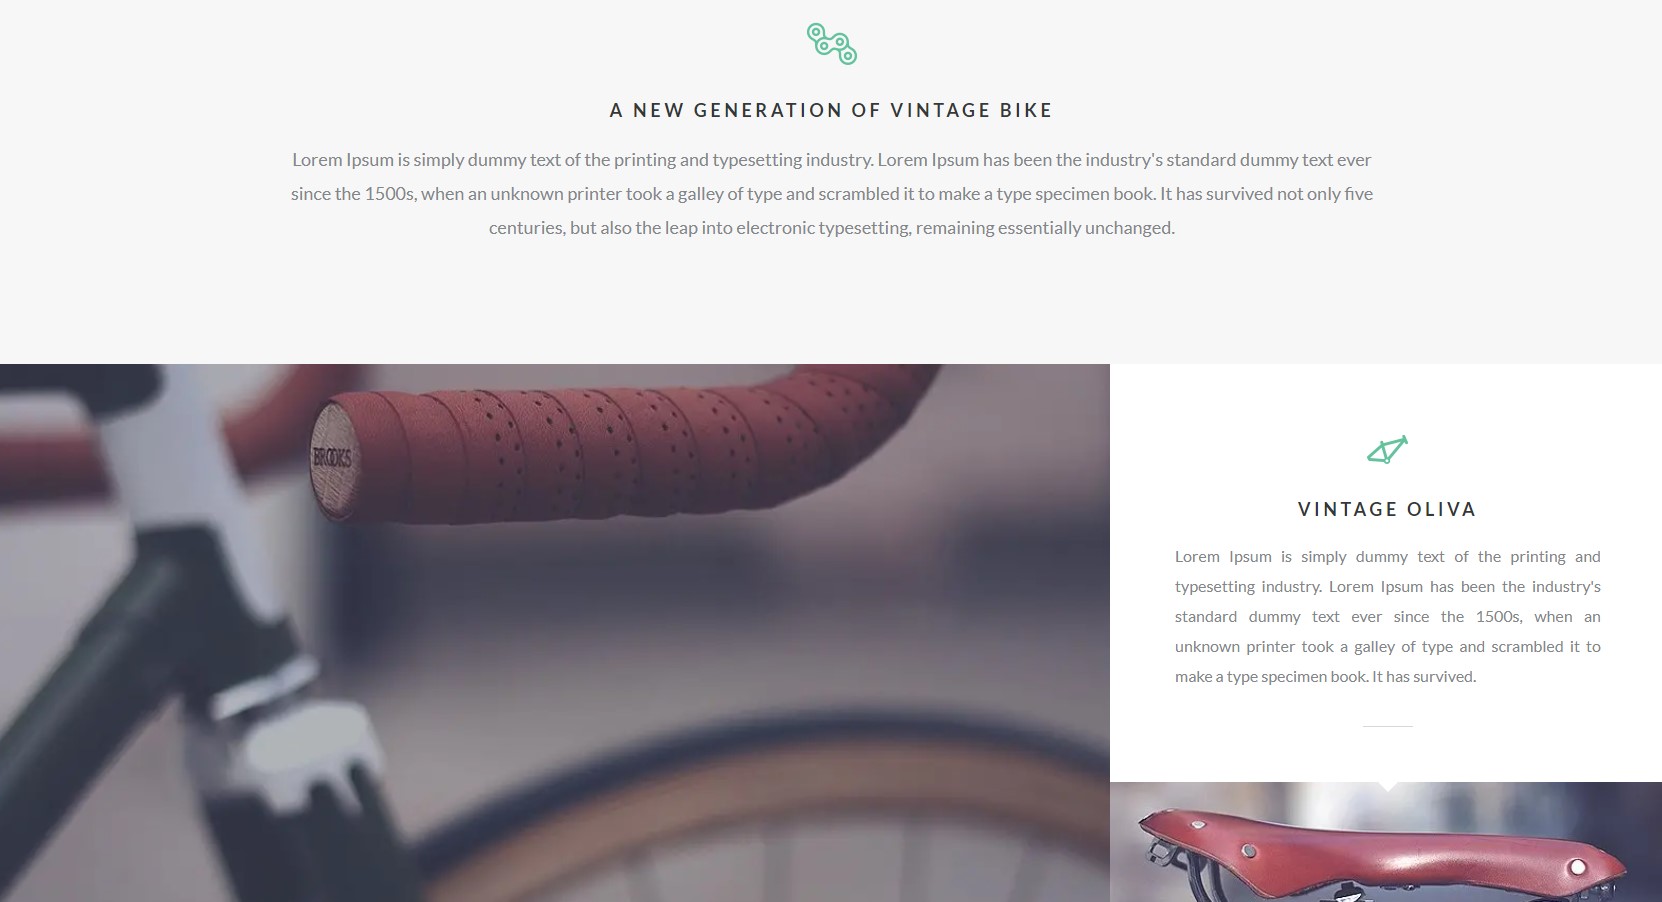 A NEW GENERATION OF VINTAGE BIKE
Lorem Ipsum is simply dummy text of the printing and typesetting industry. Lorem Ipsum has been the industry's standard dummy text ever
since the 1500s, when an unknown printer took a galley of type and scrambled it to make a type specimen book. It has survived not only five
centuries, but also the leap into electronic typesetting, remaining essentially unchanged.
BROOKS
VINTAGE OLIVA
Lorem Ipsum is simply dummy text of the printing and
typesetting industry. Lorem Ipsum has been the industry's
standard dummy text ever since the 1500s, when an
unknown printer took a galley of type and scrambled it to
make a type specimen book. It has survived.